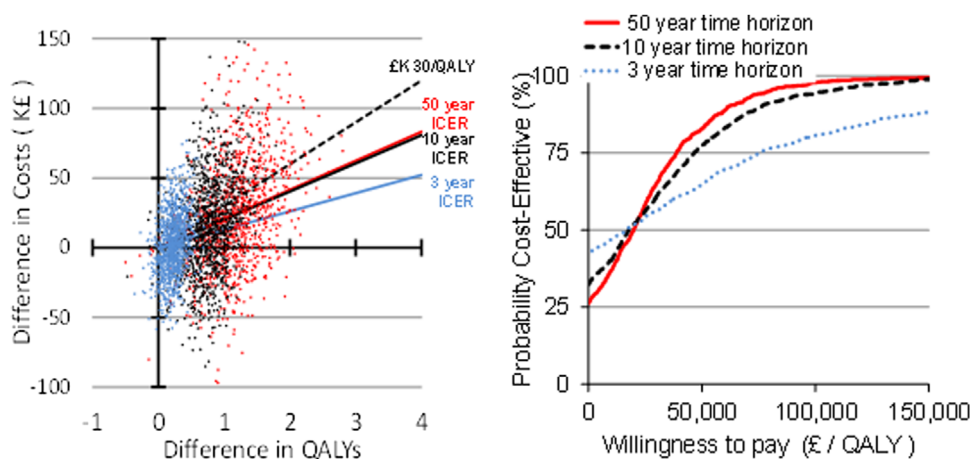 150
100
50
0
-50
-100
-1
0
1
2
3
4
Difference in Costs ( K£ )
Difference in QALYs
£K 30/QALY
50 year
ICER
10 year
ICER
3 year
ICER
50 year time horizon
10 year time horizon
3 year time horizon
100
75
50
25
0
0
50,000
100,000
150,000
Probability Cost-Effective (%)
Willingness to pay (£ / QALY )